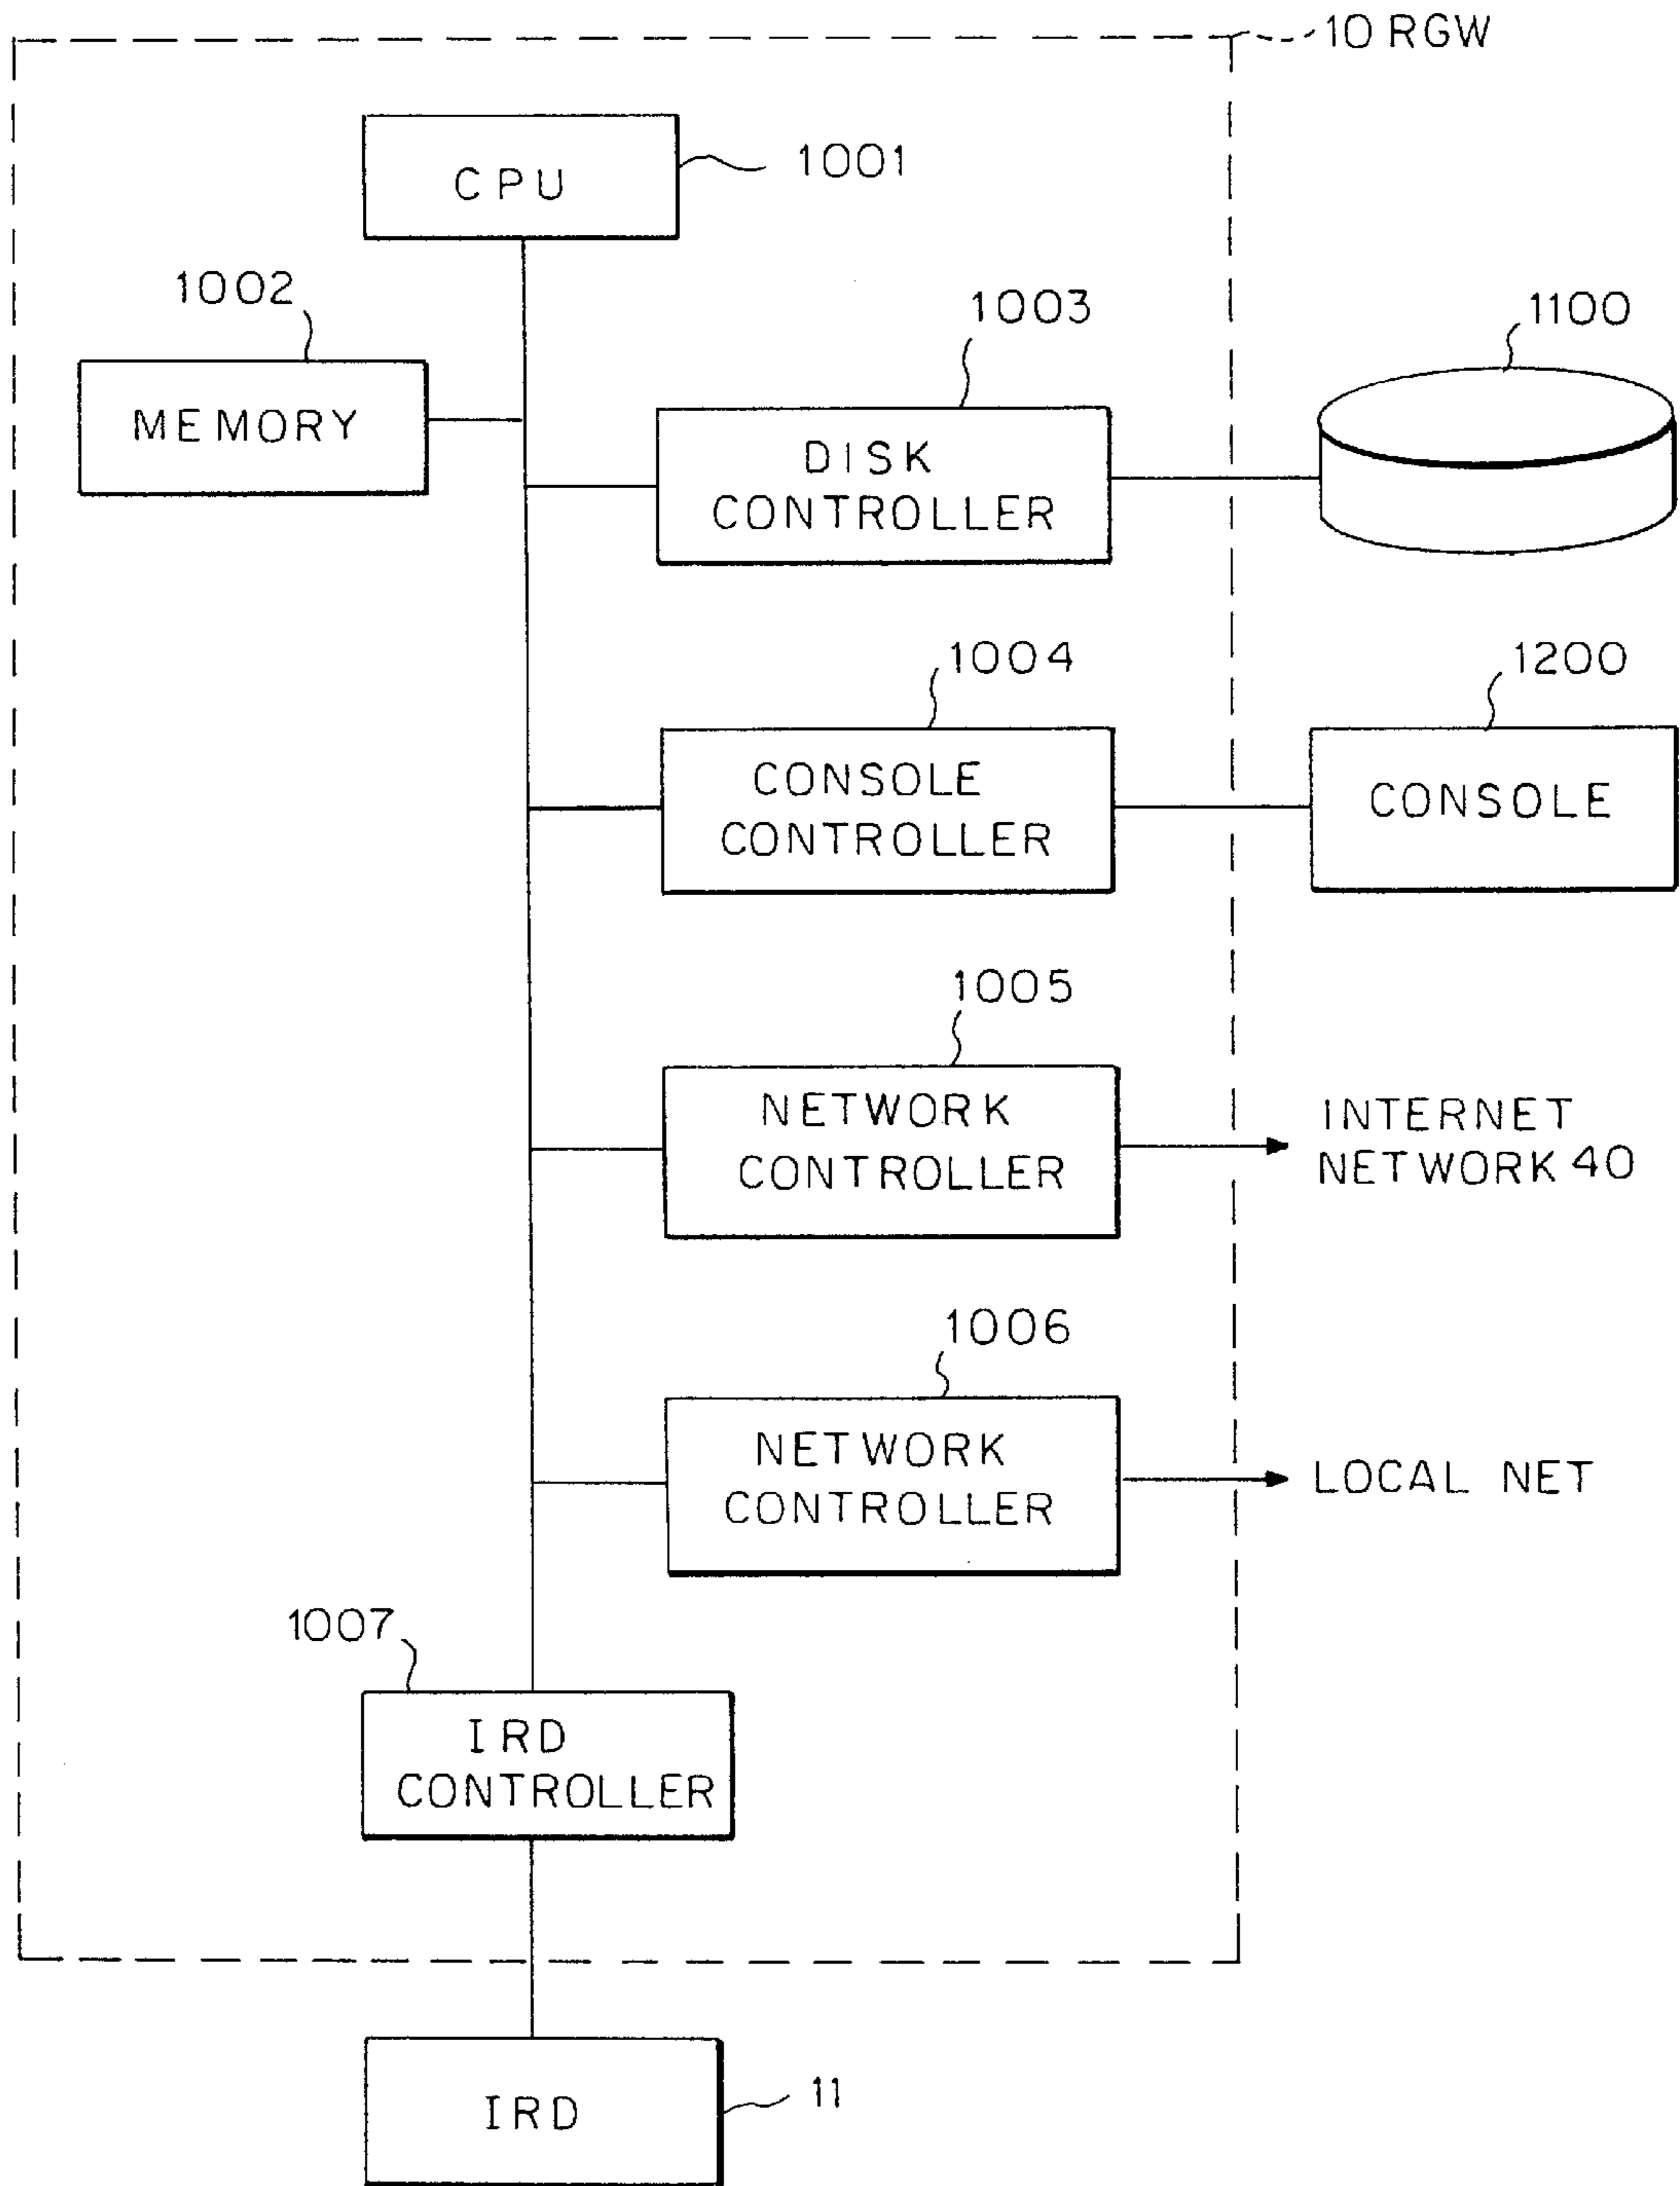 10 RGW
CPU
1001
1002
MEMORY
1003
DISK
CONTROLLER
1100
1004
CONSOLE
CONTROLLER
1200
CONSOLE
1005
NETWORK
CONTROLLER
INTERNET
NETWORK 40
1006
NETWORK
CONTROLLER
LOCAL NET
1007
IRD
CONTROLLER
IRD
11